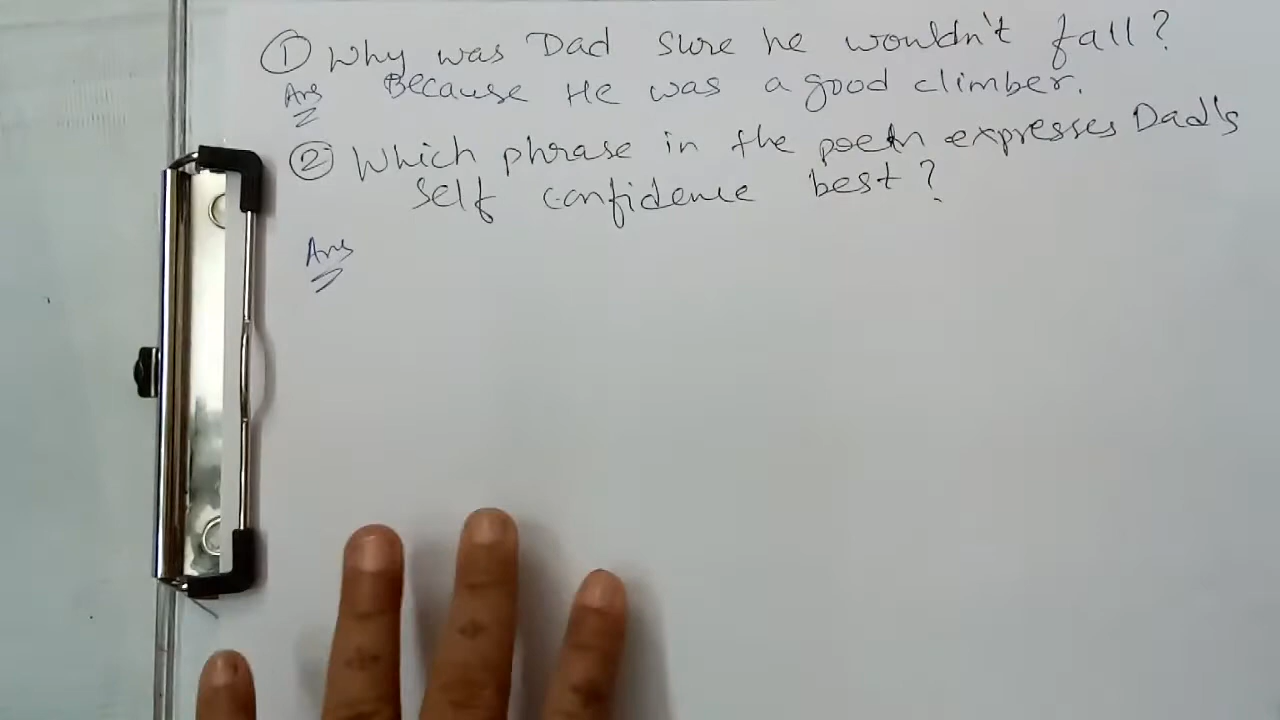 ① Why was Dad sure he wouldn't fall?
Ans Because He was a good climber.
② Which phrase in the poem expresses Dad's
self confidence best?
Ans